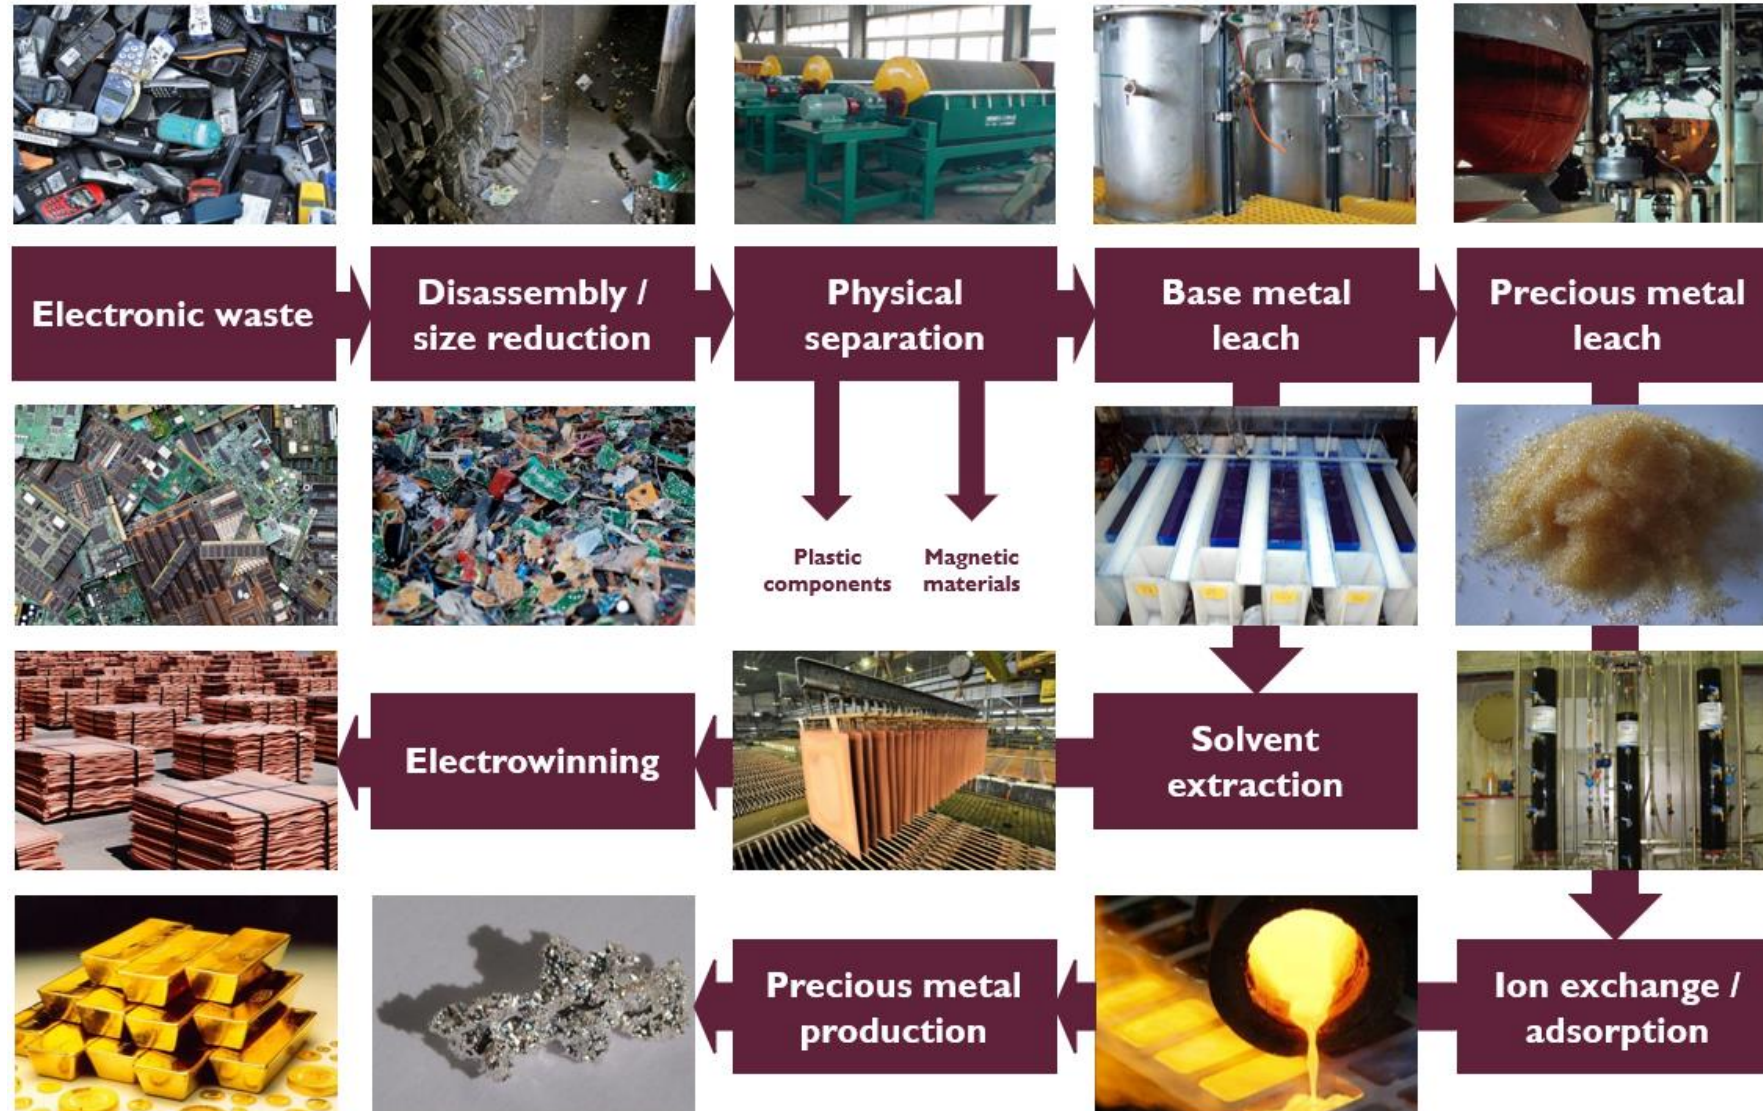 Electronic waste
Disassembly /
size reduction
Physical
separation
Base metal
leach
Precious metal
leach
Plastic
components
Magnetic
materials
Electrowinning
Solvent
extraction
Precious metal
production
Ion exchange /
adsorption